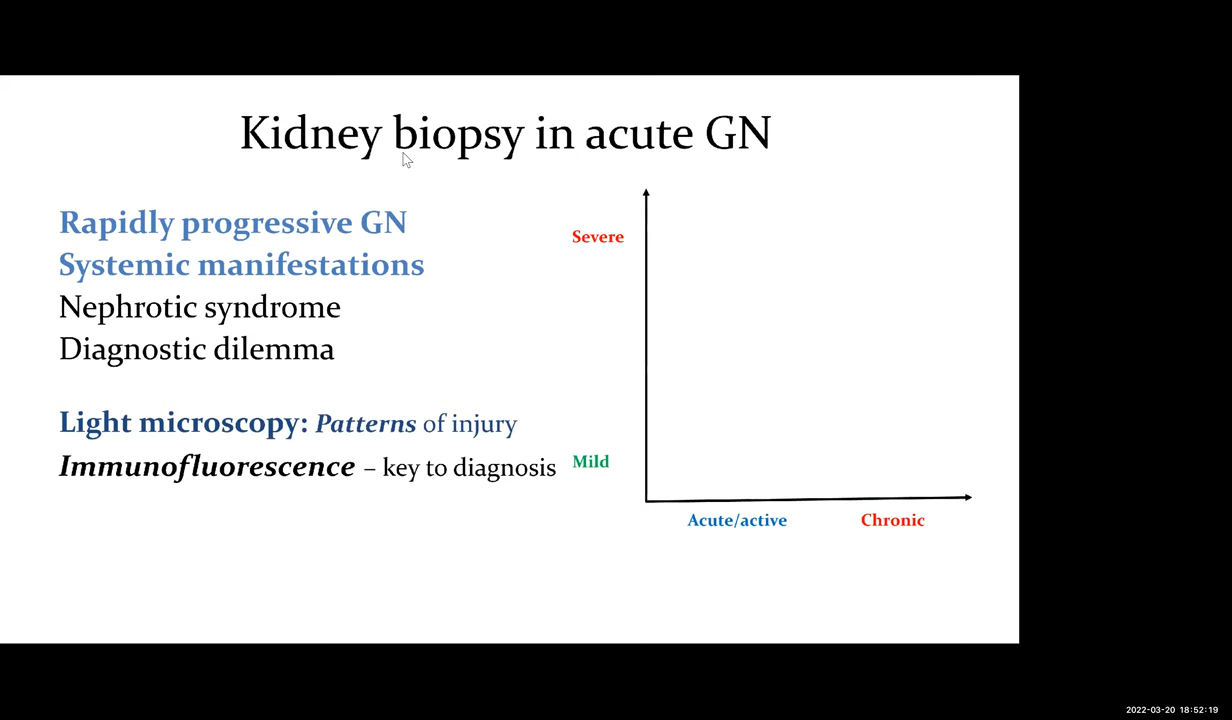 Kidney biopsy in acute GN
Rapidly progressive GN
Systemic manifestations
Nephrotic syndrome
Diagnostic dilemma
Light microscopy: Patterns of injury
Immunofluorescence – key to diagnosis
Severe
Mild
Acute/active
Chronic
2022-03-20 18:52:19